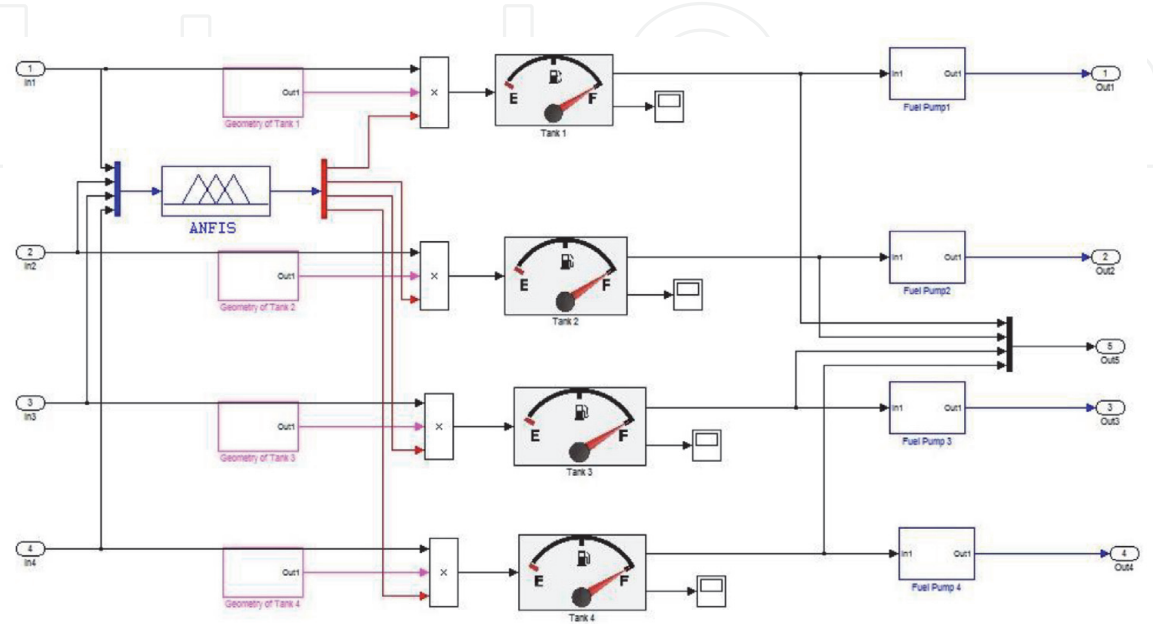 1
In1
Out1
Geometry of Tank 1
×
E
F
Tank 1
In1
Out1
Fuel Pump1
1
Out1
ANFIS
2
In2
Out1
Geometry of Tank 2
×
E
F
Tank 2
In1
Out1
Fuel Pump2
2
Out2
5
Out5
3
In3
Out1
Geometry of Tank 3
×
E
F
Tank 3
In1
Out1
Fuel Pump 3
3
Out3
4
In4
Out1
Geometry of Tank 4
×
E
F
Tank 4
In1
Out1
Fuel Pump 4
4
Out4